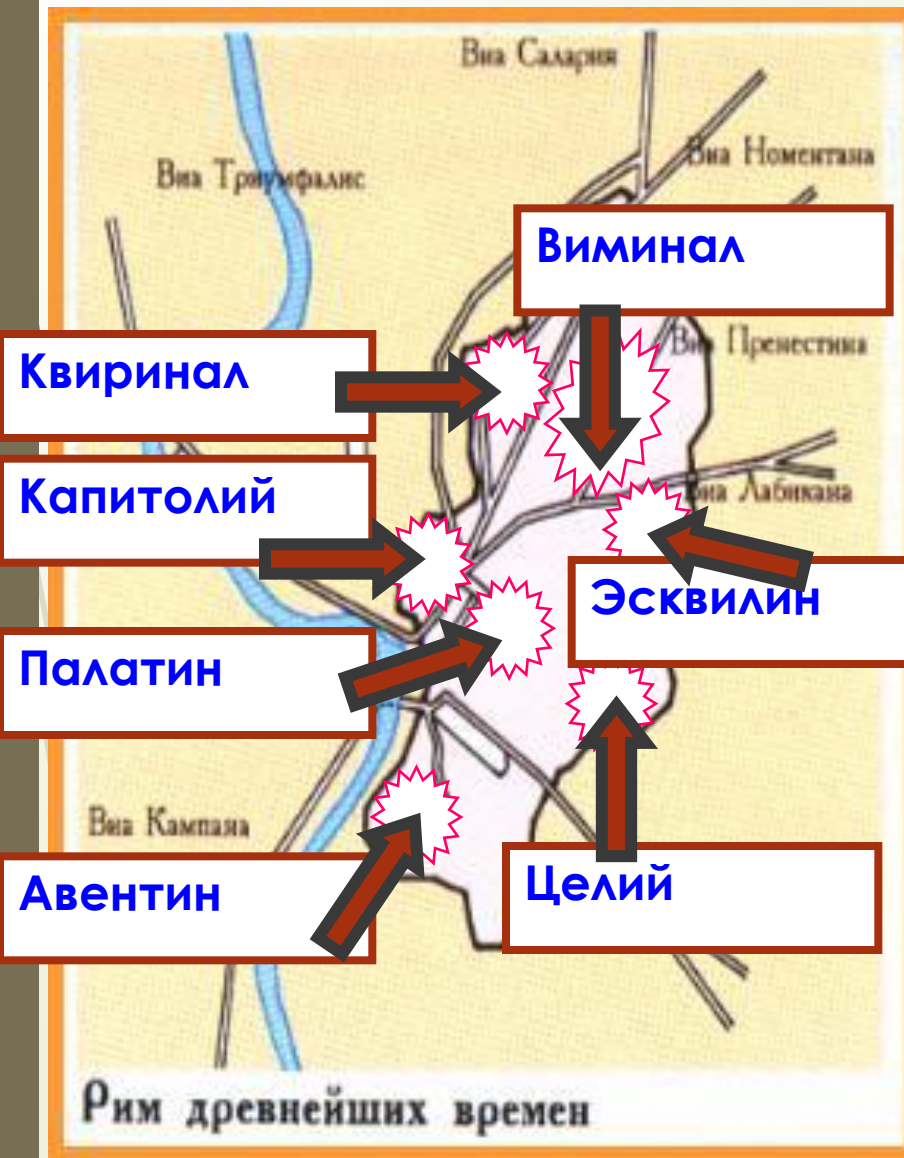 Виа Салария
Виа Номентана
Виа Триумфалис
Виминал
Виа Пренестина
Квиринал
Капитолий
Виа Лабикана
Эсквилин
Палатин
Виа Кампана
Авентин
Целий
Рим древнейших времен